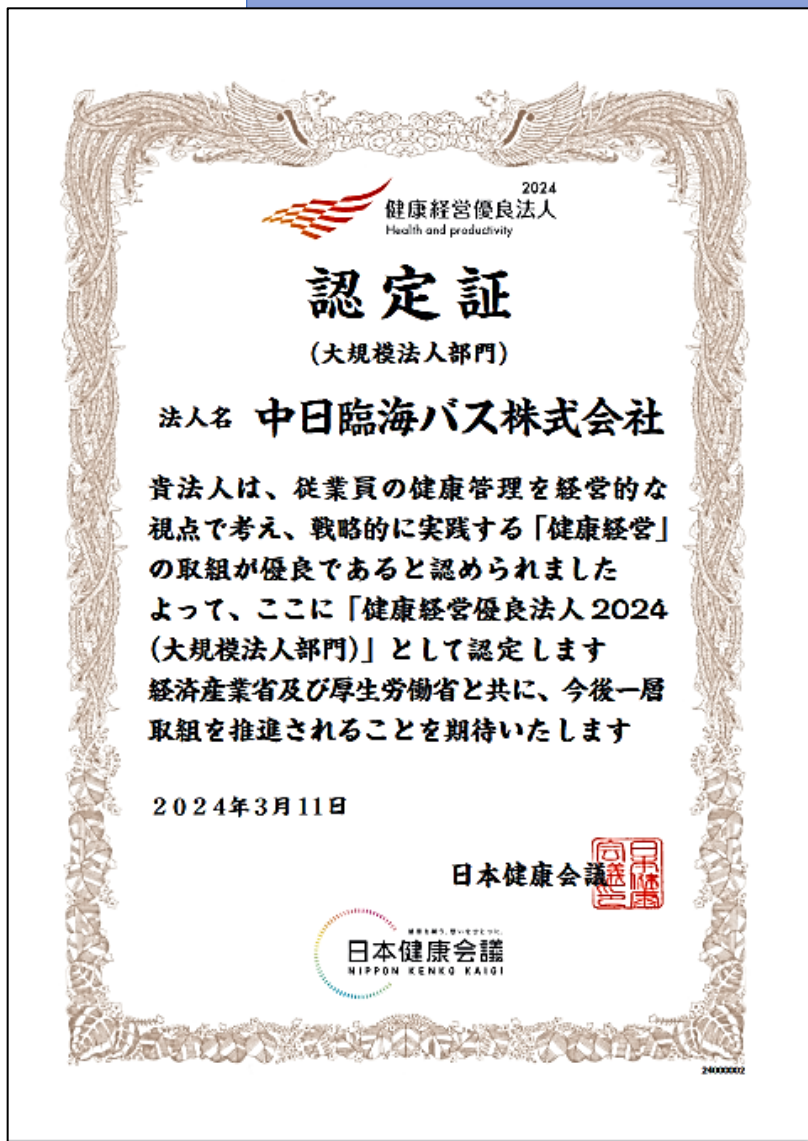 2024
健康経営優良法人
Health and productivity
認定証
(大規模法人部門)
法人名 中日臨海バス株式会社
貴法人は、従業員の健康管理を経営的な
視点で考え、戦略的に実践する「健康経営」
の取組が優良であると認められました
よって、ここに「健康経営優良法人2024
(大規模法人部門)」として認定します
経済産業省及び厚生労働省と共に、今後一層
取組を推進されることを期待いたします
2024年3月11日
日本健康会議
日本健康会議
NIPPON KENKO KAIGI
24000002